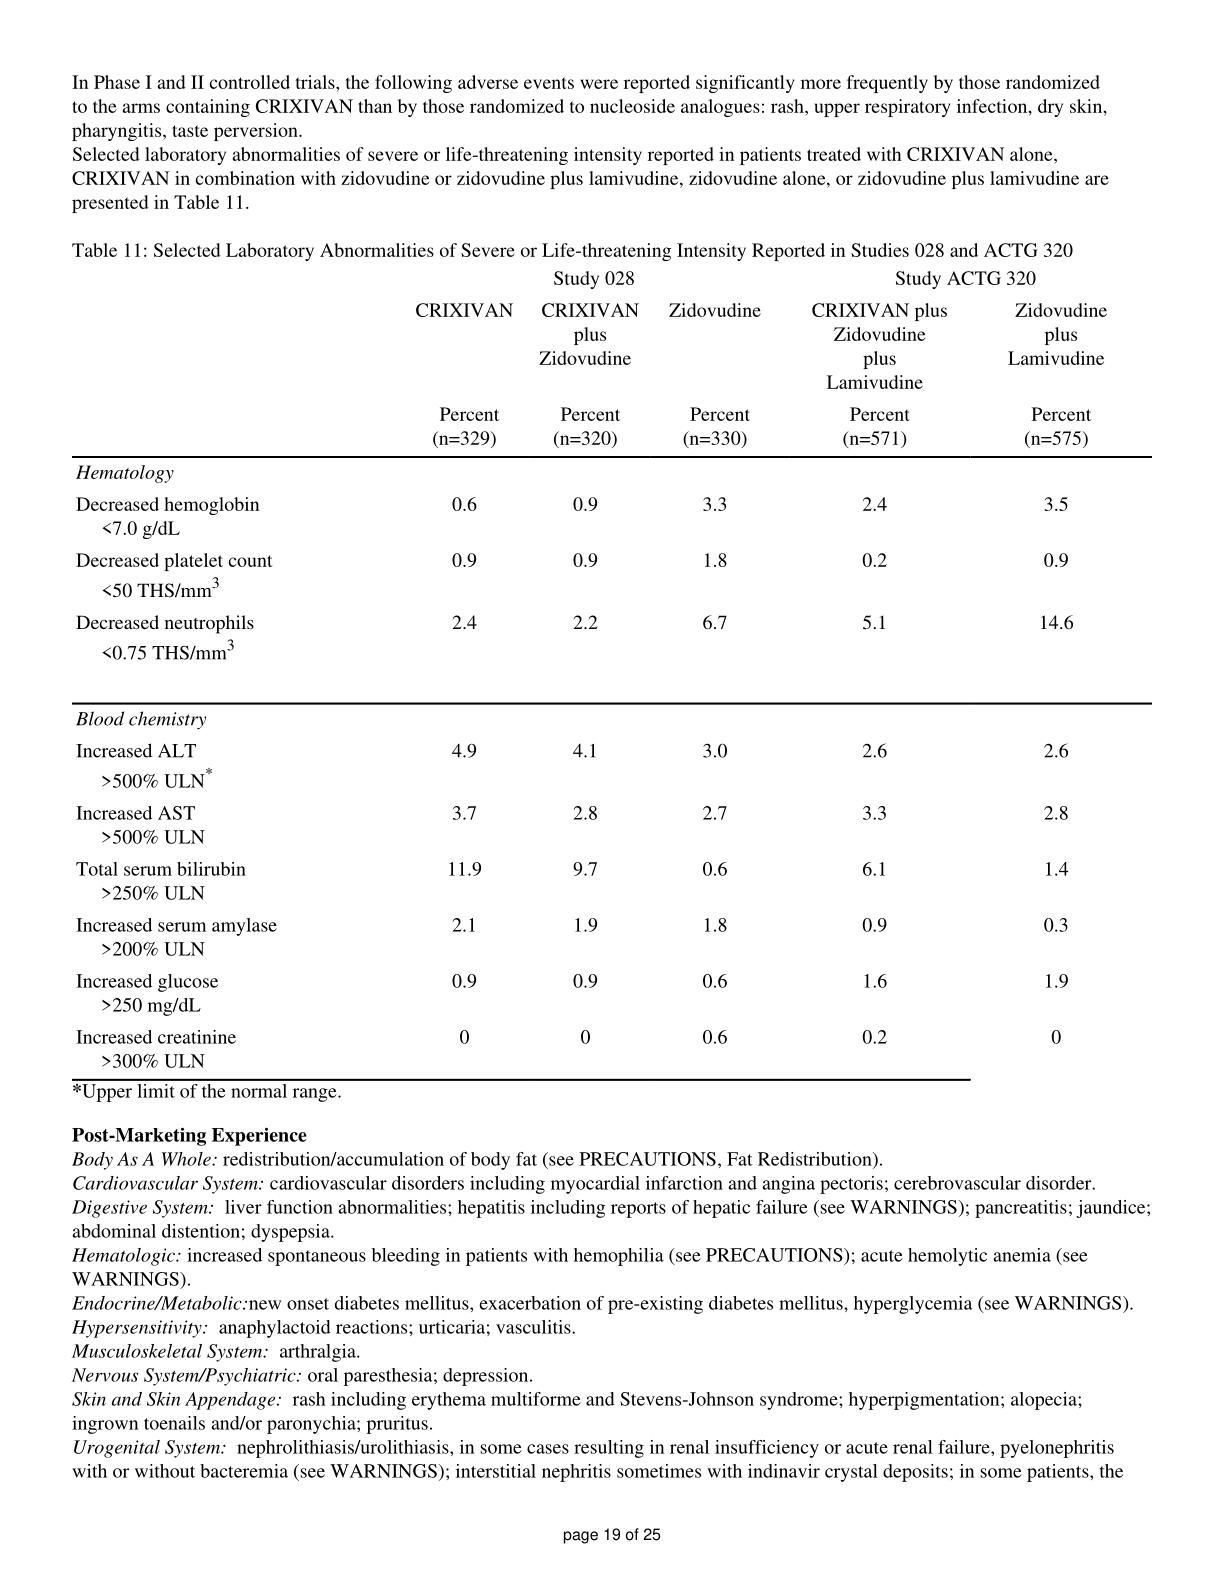 In Phase I and II controlled trials, the following adverse events were reported significantly more frequently by those randomized
to the arms containing CRIXIVAN than by those randomized to nucleoside analogues: rash, upper respiratory infection, dry skin,
pharyngitis, taste perversion.
Selected laboratory abnormalities of severe or life-threatening intensity reported in patients treated with CRIXIVAN alone,
CRIXIVAN in combination with zidovudine or zidovudine plus lamivudine, zidovudine alone, or zidovudine plus lamivudine are
presented in Table 11.
Table 11: Selected Laboratory Abnormalities of Severe or Life-threatening Intensity Reported in Studies 028 and ACTG 320
Study 028 Study ACTG 320
CRIXIVAN CRIXIVAN Zidovudine CRIXIVAN plus Zidovudine
plus Zidovudine plus
Zidovudine plus Lamivudine
Lamivudine
Percent Percent Percent Percent Percent
(n=329) (n=320) (n=330) (n=571) (n=575)
Hematology
Decreased hemoglobin 0.6 0.9 3.3 2.4 3.5
<7.0 g/dL
Decreased platelet count 0.9 0.9 1.8 0.2 0.9
<50 THS/mm3
Decreased neutrophils 2.4 2.2 6.7 5.1 14.6
<0.75 THS/mm3
Blood chemistry
Increased ALT 4.9 4.1 3.0 2.6 2.6
>500% ULN*
Increased AST 3.7 2.8 2.7 3.3 2.8
>500% ULN
Total serum bilirubin 11.9 9.7 0.6 6.1 1.4
>250% ULN
Increased serum amylase 2.1 1.9 1.8 0.9 0.3
>200% ULN
Increased glucose 0.9 0.9 0.6 1.6 1.9
>250 mg/dL
Increased creatinine 0 0 0.6 0.2 0
>300% ULN
*Upper limit of the normal range.
Post-Marketing Experience
Body As A Whole: redistribution/accumulation of body fat (see PRECAUTIONS, Fat Redistribution).
Cardiovascular System: cardiovascular disorders including myocardial infarction and angina pectoris; cerebrovascular disorder.
Digestive System: liver function abnormalities; hepatitis including reports of hepatic failure (see WARNINGS); pancreatitis; jaundice;
abdominal distention; dyspepsia.
Hematologic: increased spontaneous bleeding in patients with hemophilia (see PRECAUTIONS); acute hemolytic anemia (see
WARNINGS).
Endocrine/Metabolic:new onset diabetes mellitus, exacerbation of pre-existing diabetes mellitus, hyperglycemia (see WARNINGS).
Hypersensitivity: anaphylactoid reactions; urticaria; vasculitis.
Musculoskeletal System: arthralgia.
Nervous System/Psychiatric: oral paresthesia; depression.
Skin and Skin Appendage: rash including erythema multiforme and Stevens-Johnson syndrome; hyperpigmentation; alopecia;
ingrown toenails and/or paronychia; pruritus.
Urogenital System: nephrolithiasis/urolithiasis, in some cases resulting in renal insufficiency or acute renal failure, pyelonephritis
with or without bacteremia (see WARNINGS); interstitial nephritis sometimes with indinavir crystal deposits; in some patients, the
page 19 of 25